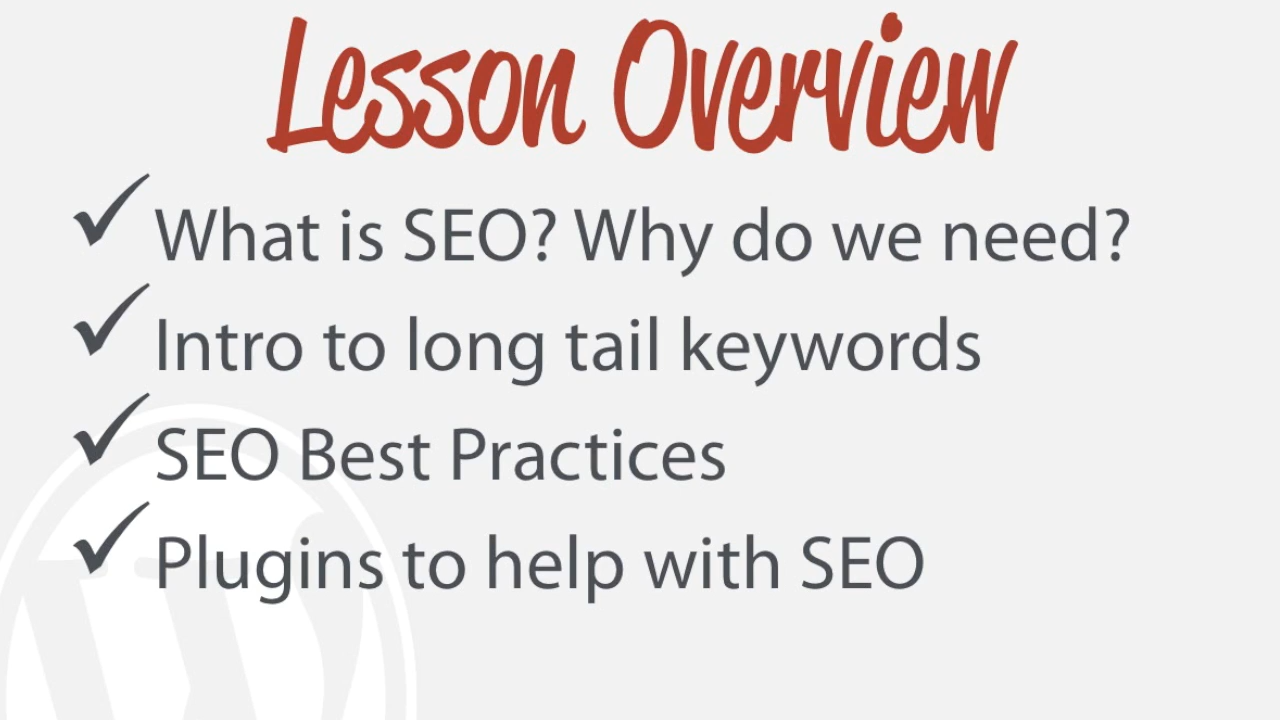 Lesson Overview
What is SEO? Why do we need?
Intro to long tail keywords
SEO Best Practices
Plugins to help with SEO